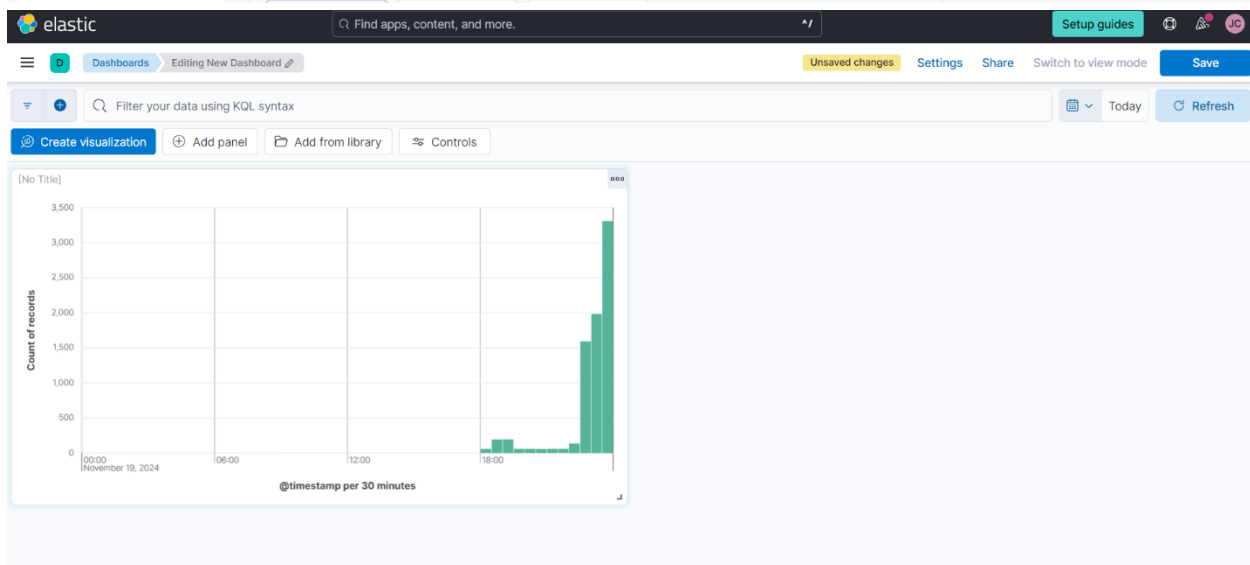 elastic
Find apps, content, and more.
^/
Setup guides
JC
D
Dashboards
Editing New Dashboard
Unsaved changes
Settings
Share
Switch to view mode
Save
Filter your data using KQL syntax
Today
Refresh
Create visualization
Add panel
Add from library
Controls
[No Title]
3,500
3,000
2,500
2,000
1,500
1,000
500
0
Count of records
00:00
November 19, 2024
06:00
12:00
18:00
@timestamp per 30 minutes